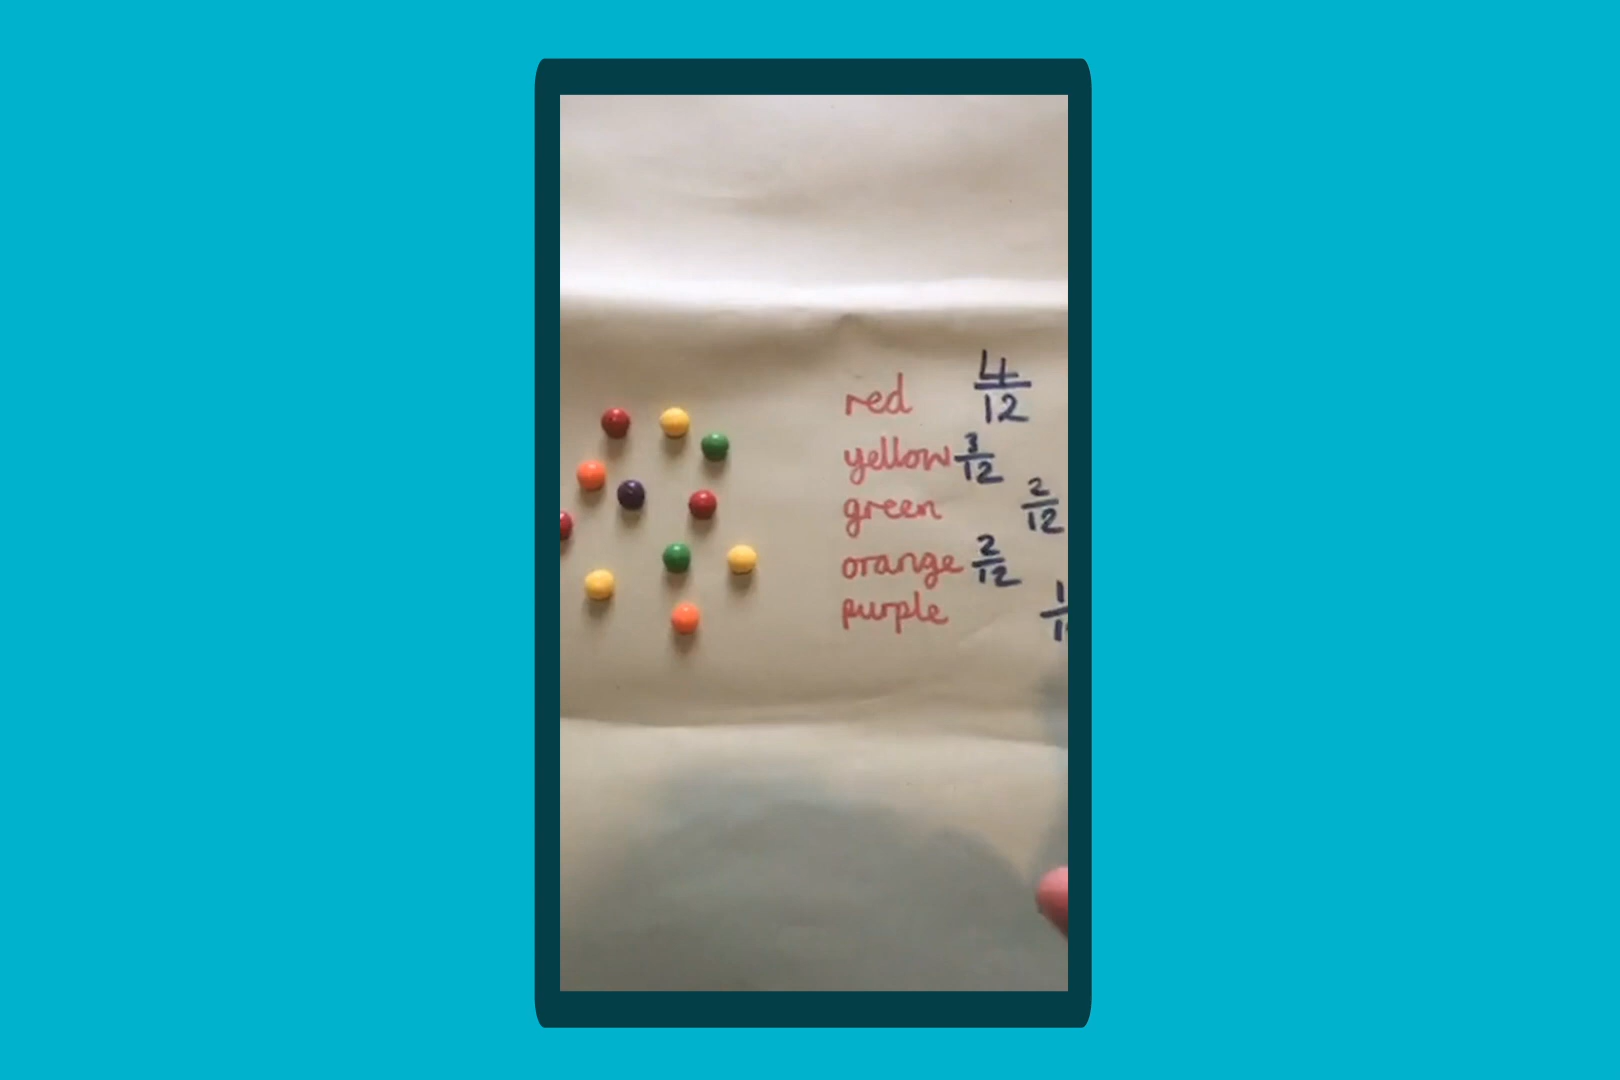 red 4/12
yellow 3/12
green 2/12
orange 2/12
purple